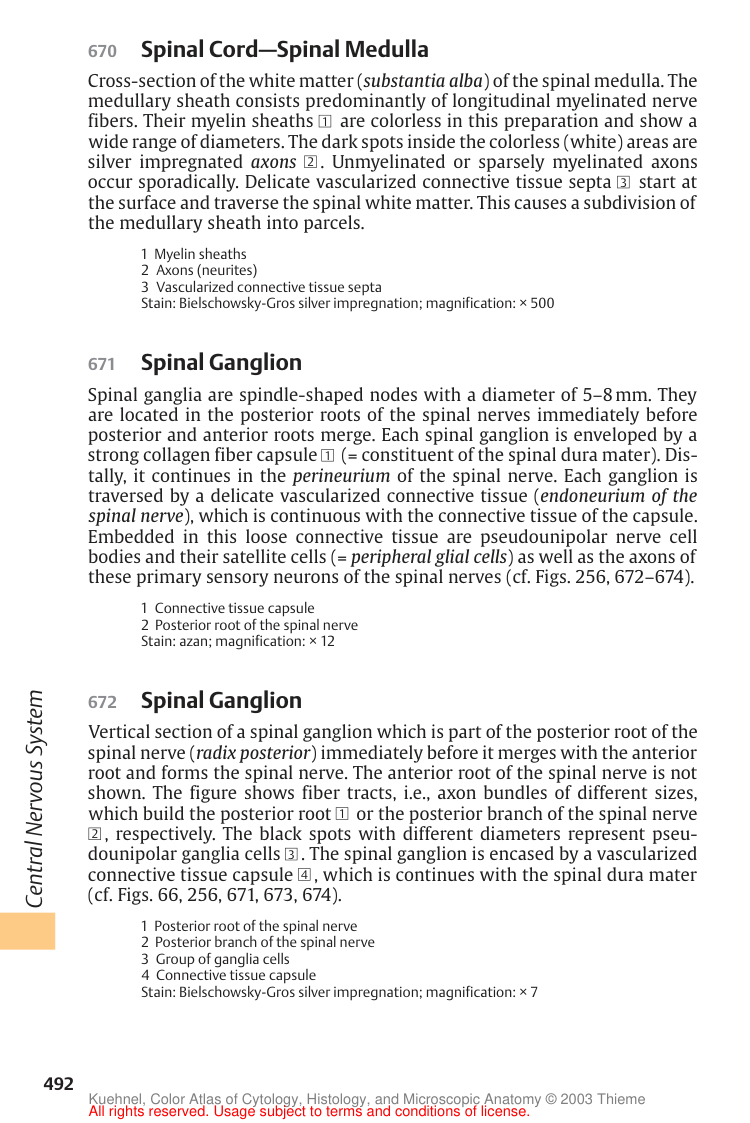 670 Spinal Cord—Spinal Medulla
Cross-section of the white matter (substantia alba) of the spinal medulla. The
medullary sheath consists predominantly of longitudinal myelinated nerve
fibers. Their myelin sheaths 1 are colorless in this preparation and show a
wide range of diameters. The dark spots inside the colorless (white) areas are
silver impregnated axons 2. Unmyelinated or sparsely myelinated axons
occur sporadically. Delicate vascularized connective tissue septa 3 start at
the surface and traverse the spinal white matter. This causes a subdivision of
the medullary sheath into parcels.
1 Myelin sheaths
2 Axons (neurites)
3 Vascularized connective tissue septa
Stain: Bielschowsky-Gros silver impregnation; magnification: × 500
671 Spinal Ganglion
Spinal ganglia are spindle-shaped nodes with a diameter of 5–8 mm. They
are located in the posterior roots of the spinal nerves immediately before
posterior and anterior roots merge. Each spinal ganglion is enveloped by a
strong collagen fiber capsule 1 (= constituent of the spinal dura mater). Dis-
tally, it continues in the perineurium of the spinal nerve. Each ganglion is
traversed by a delicate vascularized connective tissue (endoneurium of the
spinal nerve), which is continuous with the connective tissue of the capsule.
Embedded in this loose connective tissue are pseudounipolar nerve cell
bodies and their satellite cells (= peripheral glial cells) as well as the axons of
these primary sensory neurons of the spinal nerves (cf. Figs. 256, 672–674).
1 Connective tissue capsule
2 Posterior root of the spinal nerve
Stain: azan; magnification: × 12
672 Spinal Ganglion
Vertical section of a spinal ganglion which is part of the posterior root of the
spinal nerve (radix posterior) immediately before it merges with the anterior
root and forms the spinal nerve. The anterior root of the spinal nerve is not
shown. The figure shows fiber tracts, i.e., axon bundles of different sizes,
which build the posterior root 1 or the posterior branch of the spinal nerve
2, respectively. The black spots with different diameters represent pseu-
dounipolar ganglia cells 3. The spinal ganglion is encased by a vascularized
connective tissue capsule 4, which is continues with the spinal dura mater
(cf. Figs. 66, 256, 671, 673, 674).
1 Posterior root of the spinal nerve
2 Posterior branch of the spinal nerve
3 Group of ganglia cells
4 Connective tissue capsule
Stain: Bielschowsky-Gros silver impregnation; magnification: × 7
Central Nervous System
492
Kuehnel, Color Atlas of Cytology, Histology, and Microscopic Anatomy © 2003 Thieme
All rights reserved. Usage subject to terms and conditions of license.